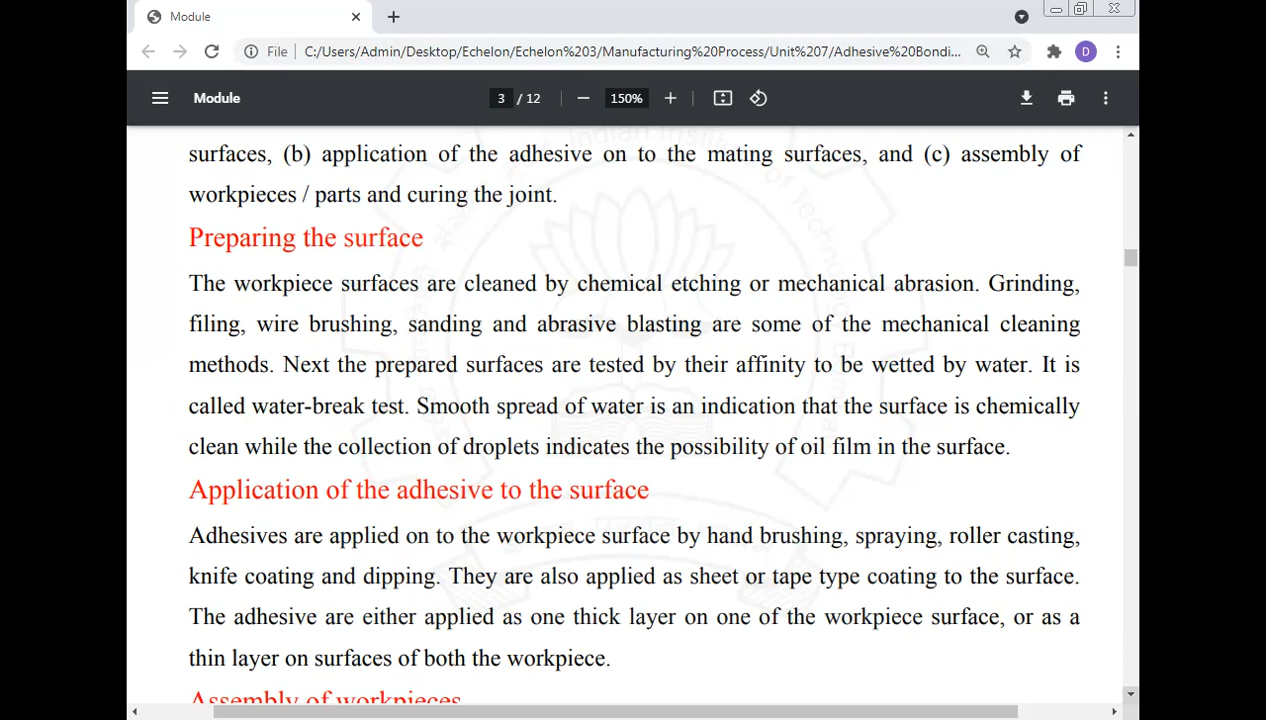 Module
File
C:/Users/Admin/Desktop/Echelon/Echelon%203/Manufacturing%20Process/Unit%207/Adhesive%20Bondi...
D
Module
3 / 12
150%
surfaces, (b) application of the adhesive on to the mating surfaces, and (c) assembly of
workpieces / parts and curing the joint.
Preparing the surface
The workpiece surfaces are cleaned by chemical etching or mechanical abrasion. Grinding,
filing, wire brushing, sanding and abrasive blasting are some of the mechanical cleaning
methods. Next the prepared surfaces are tested by their affinity to be wetted by water. It is
called water-break test. Smooth spread of water is an indication that the surface is chemically
clean while the collection of droplets indicates the possibility of oil film in the surface.
Application of the adhesive to the surface
Adhesives are applied on to the workpiece surface by hand brushing, spraying, roller casting,
knife coating and dipping. They are also applied as sheet or tape type coating to the surface.
The adhesive are either applied as one thick layer on one of the workpiece surface, or as a
thin layer on surfaces of both the workpiece.
Assembly of workpieces